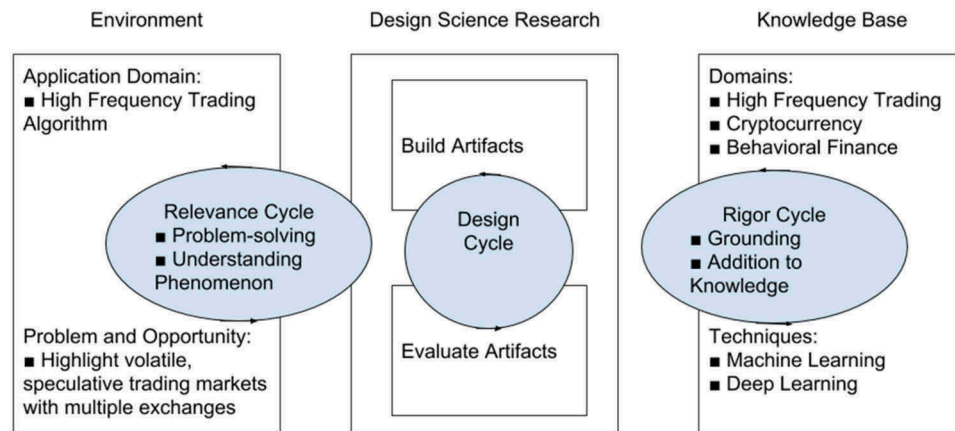 Environment
Design Science Research
Knowledge Base
Application Domain:
■ High Frequency Trading
Algorithm
Relevance Cycle
■ Problem-solving
■ Understanding
Phenomenon
Problem and Opportunity:
■ Highlight volatile,
speculative trading markets
with multiple exchanges
Build Artifacts
Design
Cycle
Evaluate Artifacts
Domains:
■ High Frequency Trading
■ Cryptocurrency
■ Behavioral Finance
Rigor Cycle
■ Grounding
■ Addition to
Knowledge
Techniques:
■ Machine Learning
■ Deep Learning